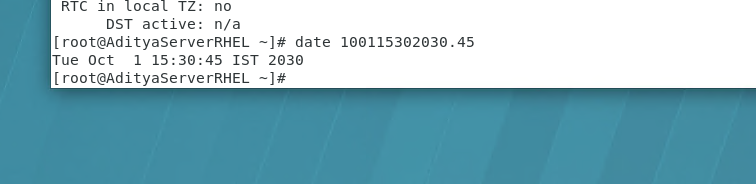 RTC in local TZ: no
DST active: n/a
[root@AdityaServerRHEL ~]# date 100115302030.45
Tue Oct  1 15:30:45 IST 2030
[root@AdityaServerRHEL ~]#